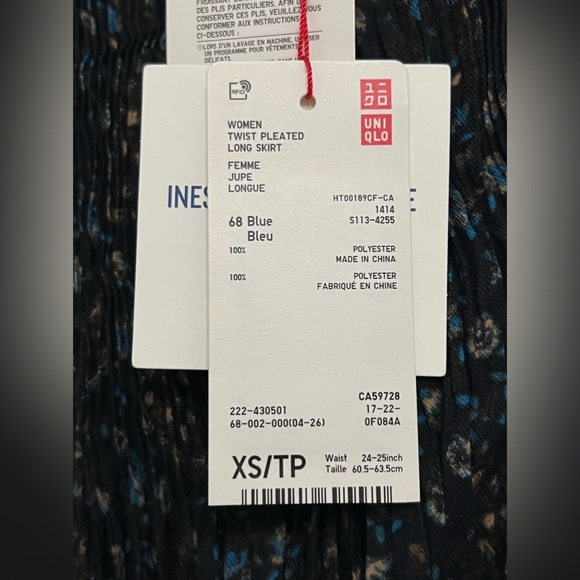 FROISSANT
DES PLIS PARTICULIERS. AFIN DE
CONSERVER CES PLIS, VEUILLEZ VOUS
CONFORMER AUX INSTRUCTIONS
CI-DESSOUS :
LORS D'UN LAVAGE EN MACHINE, UTILISER
UN PROGRAMME POUR VÊTEMENTS
DÉLICATS
RFID
ユニ
クロ
UNI
QLO
WOMEN
TWIST PLEATED
LONG SKIRT
FEMME
JUPE
LONGUE
INES
E
HT00189CF-CA
1414
68 Blue S113-4255
Bleu
100% POLYESTER
MADE IN CHINA
100% POLYESTER
FABRIQUÉ EN CHINE
CA59728
222-430501 17-22-
68-002-000(04-26) 0F084A
XS/TP Waist 24-25inch
Taille 60.5-63.5cm